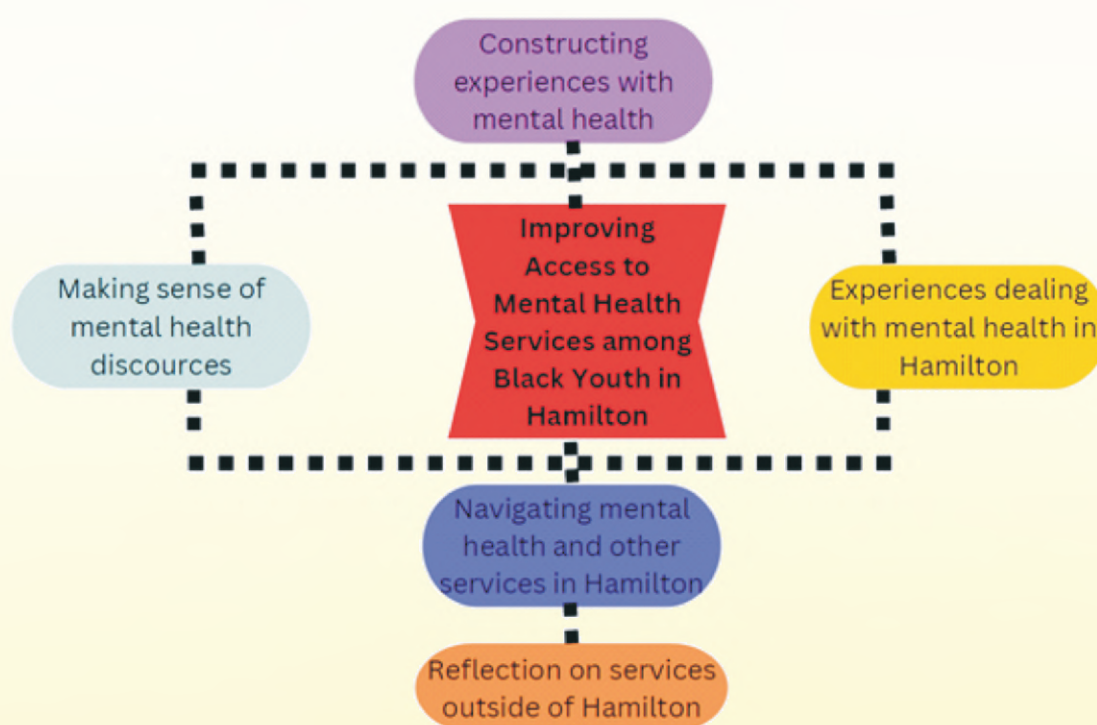 Constructing
experiences with
mental health
Improving
Access to
Mental Health
Services among
Black Youth in
Hamilton
Making sense of
mental health
discources
Experiences dealing
with mental health in
Hamilton
Navigating mental
health and other
services in Hamilton
Reflection on services
outside of Hamilton